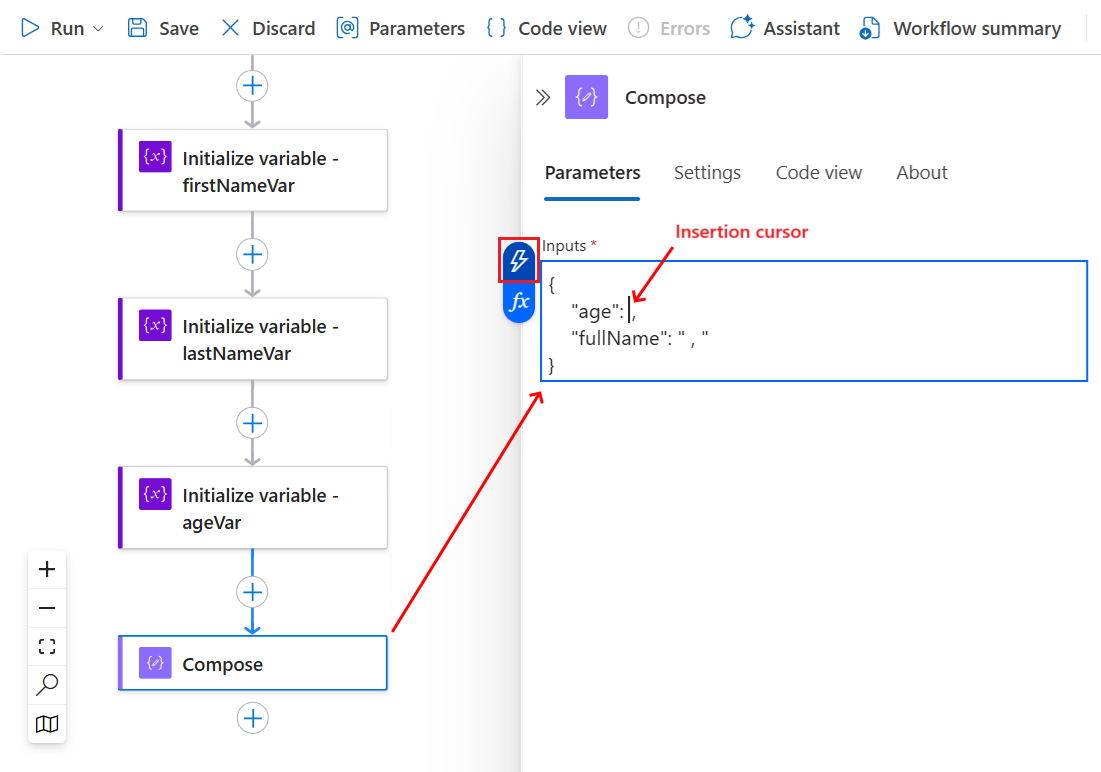 Run
Save
Discard
Parameters
Code view
Errors
Assistant
Workflow summary
{x}
Initialize variable -
firstNameVar
{x}
Initialize variable -
lastNameVar
{x}
Initialize variable -
ageVar
Compose
Compose
Parameters
Settings
Code view
About
Insertion cursor
Inputs *
fx
{
"age": ,
"fullName": " , "
}